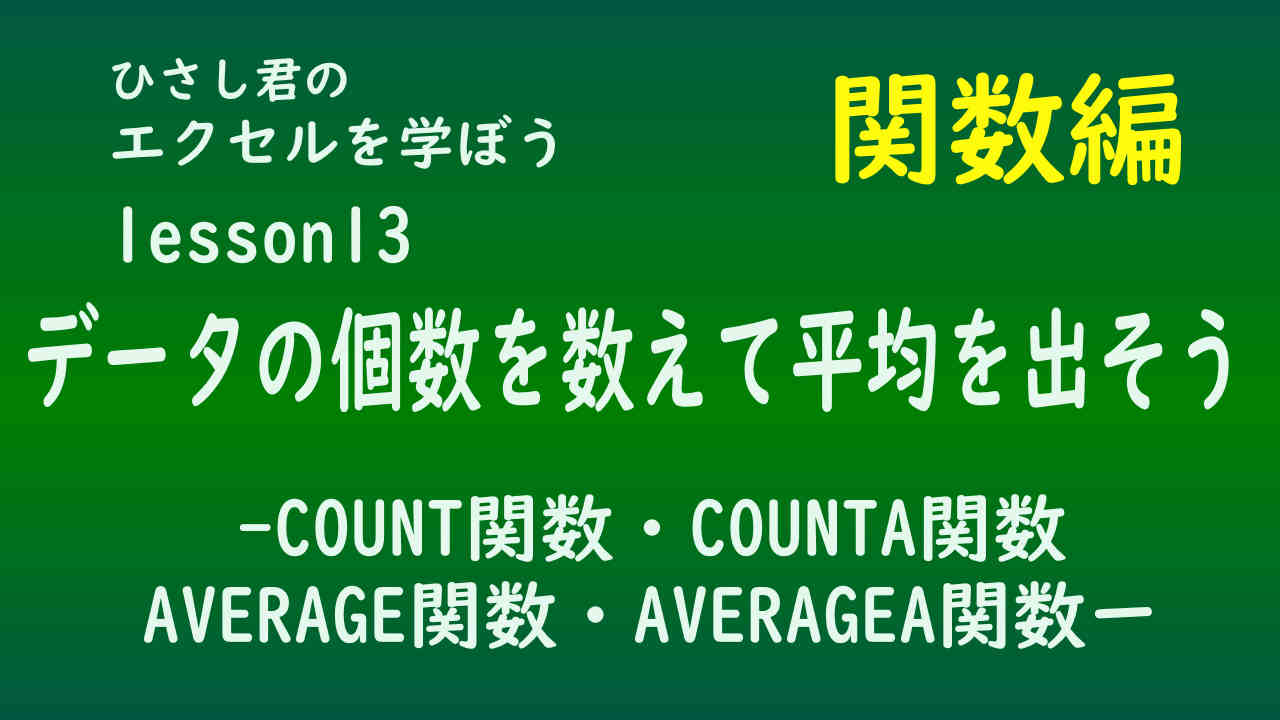 ひさし君の
エクセルを学ぼう
関数編
lesson13
データの個数を数えて平均を出そう
-COUNT関数・COUNTA関数
AVERAGE関数・AVERAGEA関数ー